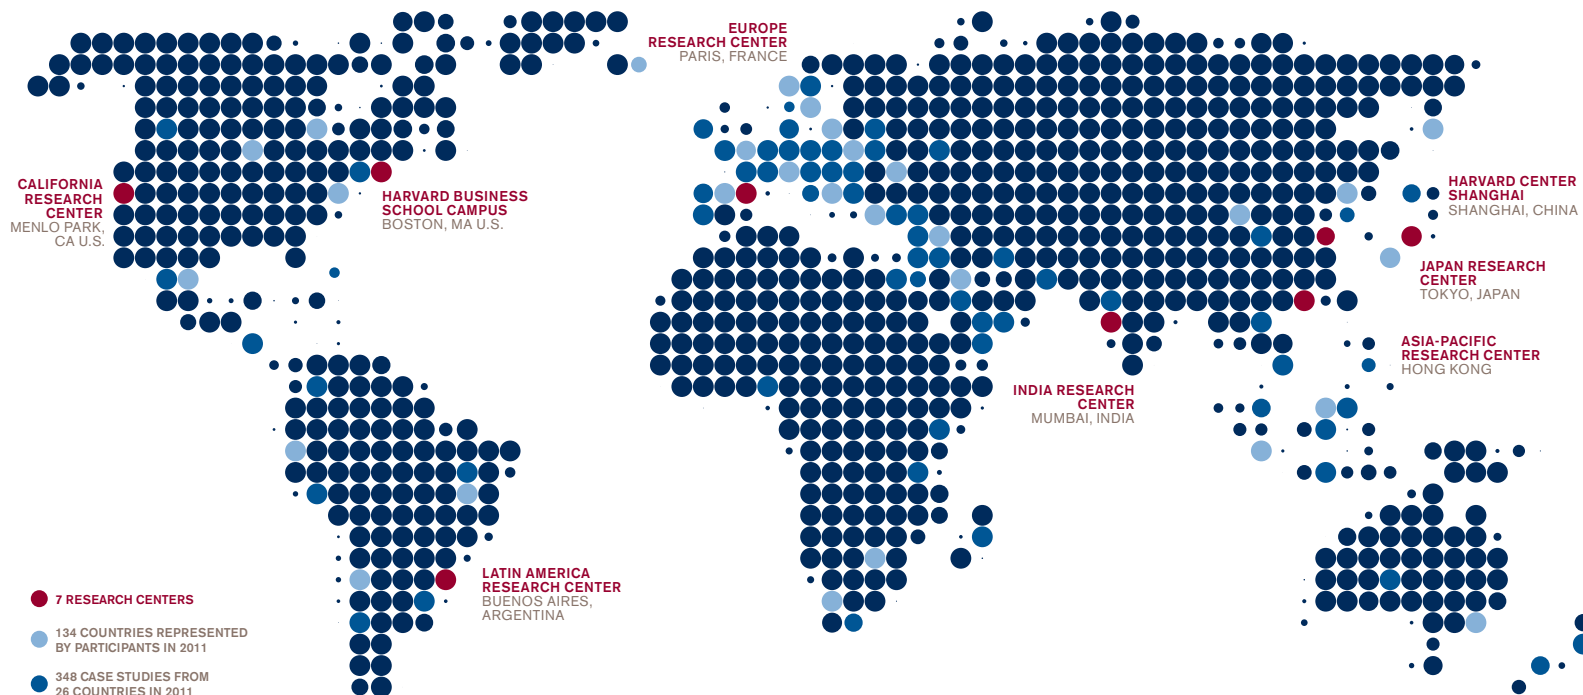 EUROPE
RESEARCH CENTER
PARIS, FRANCE
CALIFORNIA
RESEARCH
CENTER
MENLO PARK,
CA U.S.
HARVARD BUSINESS
SCHOOL CAMPUS
BOSTON, MA U.S.
HARVARD CENTER
SHANGHAI
SHANGHAI, CHINA
JAPAN RESEARCH
CENTER
TOKYO, JAPAN
ASIA-PACIFIC
RESEARCH CENTER
HONG KONG
INDIA RESEARCH
CENTER
MUMBAI, INDIA
LATIN AMERICA
RESEARCH CENTER
BUENOS AIRES,
ARGENTINA
7 RESEARCH CENTERS
134 COUNTRIES REPRESENTED
BY PARTICIPANTS IN 2011
348 CASE STUDIES FROM
26 COUNTRIES IN 2011